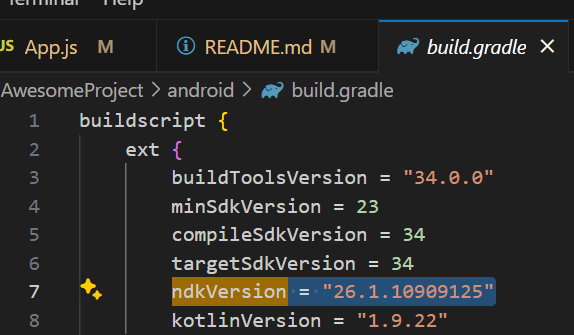 Terminal Help
JS App.js M README.md M build.gradle
AwesomeProject > android > build.gradle
1 buildscript {
2 ext {
3 buildToolsVersion = "34.0.0"
4 minSdkVersion = 23
5 compileSdkVersion = 34
6 targetSdkVersion = 34
7 ndkVersion = "26.1.10909125"
8 kotlinVersion = "1.9.22"